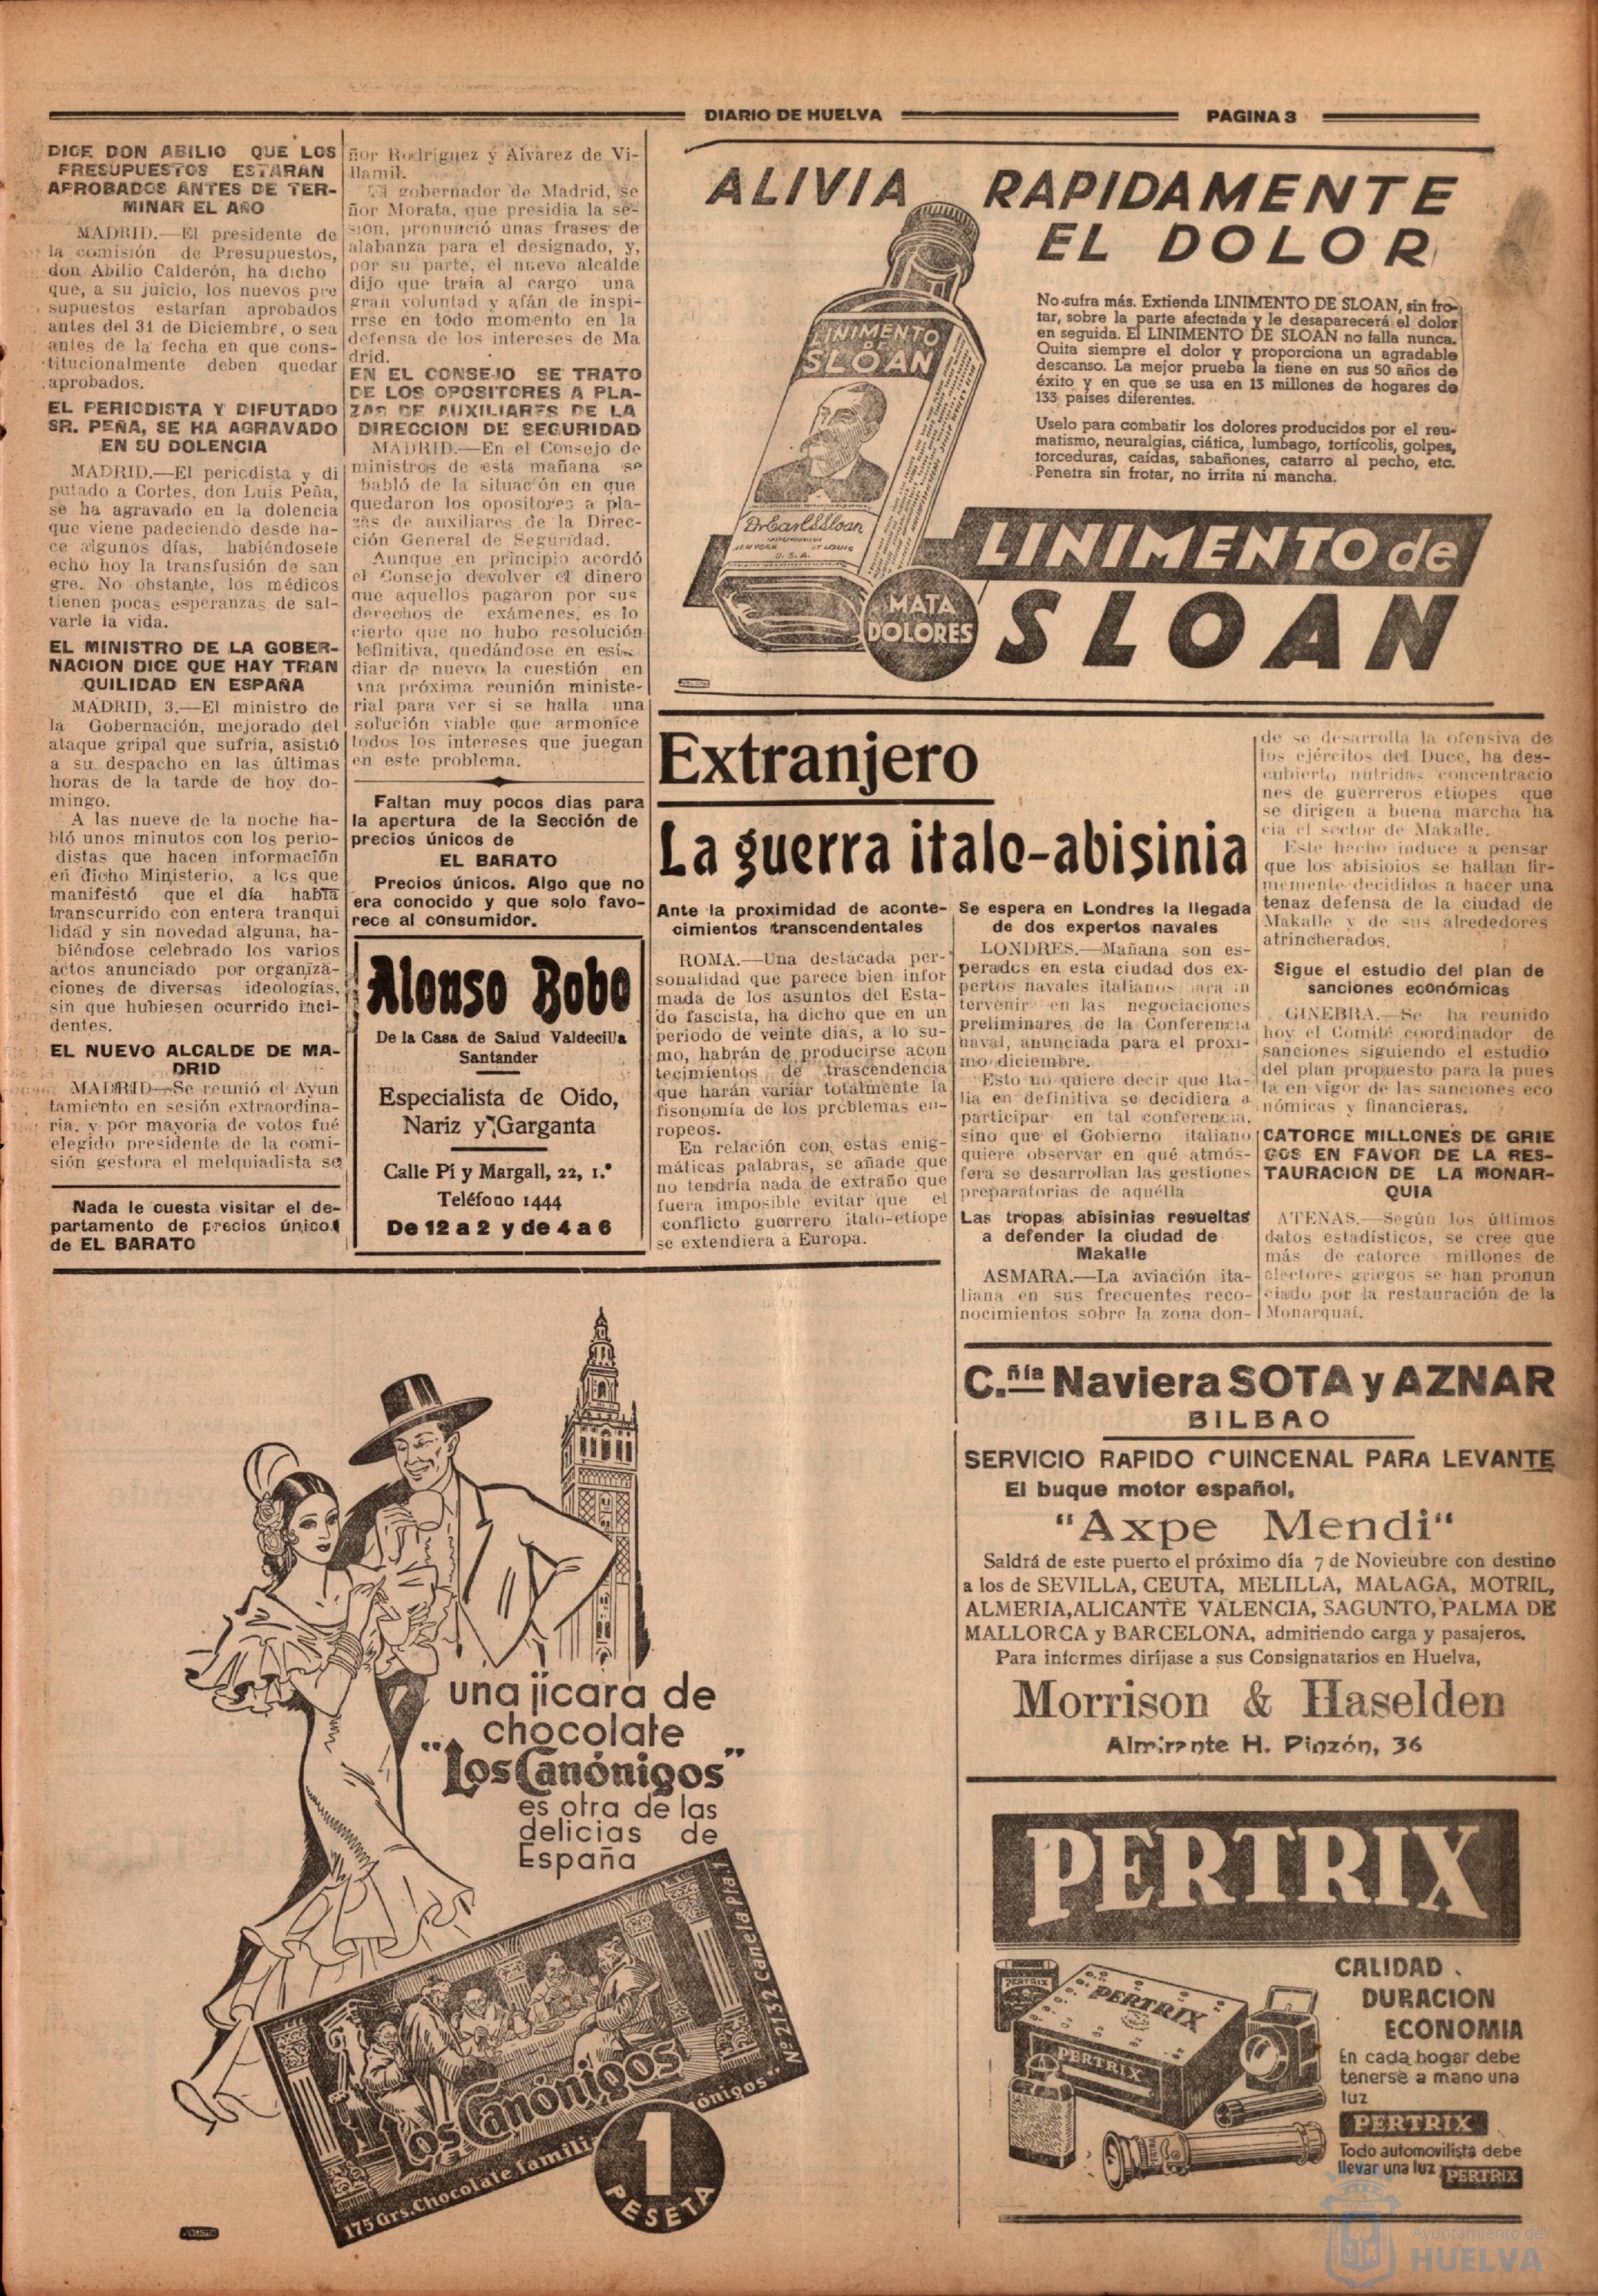 DIARIO DE HUELVA
PAGINA 3
DICE DON ABILIO QUE LOS
PRESUPUESTOS ESTARAN
APROBADOS ANTES DE TER-
MINAR EL AÑO
MADRID.—El presidente de
la comisión de Presupuestos,
don Abilio Calderón, ha dicho
que, a su juicio, los nuevos pre
supuestos estarían aprobados
antes del 31 de Diciembre, o sea
antes de la fecha en que cons-
titucionalmente deben quedar
aprobados.
EL PERIODISTA Y DIPUTADO
SR. PEÑA, SE HA AGRAVADO
EN SU DOLENCIA
MADRID.—El periodista y di
putado a Cortes, don Luis Peña,
se ha agravado en la dolencia
que viene padeciendo desde ha-
ce algunos días, habiéndosele
echo hoy la transfusión de san
gre. No obstante, los médicos
tienen pocas esperanzas de sal-
varle la vida.
EL MINISTRO DE LA GOBER-
NACION DICE QUE HAY TRAN
QUILIDAD EN ESPAÑA
MADRID, 3.—El ministro de
la Gobernación, mejorado del
ataque gripal que sufría, asistió
a su despacho en las últimas
horas de la tarde de hoy do-
mingo.
A las nueve de la noche ha-
bló unos minutos con los perio-
distas que hacen información
en dicho Ministerio, a los que
manifestó que el día había
transcurrido con entera tranqui
lidad y sin novedad alguna, ha-
biéndose celebrado los varios
actos anunciado por organiza-
ciones de diversas ideologías,
sin que hubiesen ocurrido inci-
dentes.
EL NUEVO ALCALDE DE MA-
DRID
MADRID—Se reunió el Ayun
tamiento en sesión extraordina-
ria, y por mayoría de votos fué
elegido presidente de la comi-
sión gestora el melquiadista se
Nada le cuesta visitar el de-
partamento de precios único.
de EL BARATO
ñor Rodríguez y Alvarez de Vi-
llamil.
El gobernador de Madrid, se
ñor Morata, que presidia la se-
sión, pronunció unas frases de
alabanza para el designado, y,
por su parte, el nuevo alcalde
dijo que traía al cargo una
gran voluntad y afán de inspi-
rrse en todo momento en la
defensa de los intereses de Ma
drid.
EN EL CONSEJO SE TRATO
DE LOS OPOSITORES A PLA-
ZAS DE AUXILIARES DE LA
DIRECCION DE SEGURIDAD
MADRID.—En el Consejo de
ministros de esta mañana se
habló de la situación en que
quedaron los opositores a pla-
zas de auxiliares de la Direc-
ción General de Seguridad.
Aunque en principio acordó
el Consejo devolver el dinero
que aquellos pagaron por sus
derechos de exámenes, es lo
cierto que no hubo resolución
definitiva, quedándose en estu-
diar de nuevo la cuestión en
una próxima reunión ministe-
rial para ver si se halla una
solución viable que armonice
todos los intereses que juegan
en este problema.
Faltan muy pocos dias para
la apertura de la Sección de
precios únicos de
EL BARATO
Precios únicos. Algo que no
era conocido y que solo favo-
rece al consumidor.
Alonso Bobo
De la Casa de Salud Valdecilla
Santander
Especialista de Oido,
Nariz y Garganta
Calle Pí y Margall, 22, 1.º
Teléfono 1444
De 12 a 2 y de 4 a 6
ALIVIA RAPIDAMENTE
EL DOLOR
No sufra más. Extienda LINIMENTO DE SLOAN, sin fro-
tar, sobre la parte afectada y le desaparecerá el dolor
en seguida. El LINIMENTO DE SLOAN no falla nunca.
Quita siempre el dolor y proporciona un agradable
descanso. La mejor prueba la tiene en sus 50 años de
éxito y en que se usa en 13 millones de hogares de
133 países diferentes.
Uselo para combatir los dolores producidos por el reu-
matismo, neuralgias, ciática, lumbago, tortícolis, golpes,
torceduras, caídas, sabañones, catarro al pecho, etc.
Penetra sin frotar, no irrita ni mancha.
LINIMENTO
DE
SLOAN
Dr Earl S Sloan
NEW YORK ST LOUIS
U. S. A.
MATA
DOLORES
LINIMENTO de
SLOAN
Extranjero
La guerra italo-abisinia
Ante la proximidad de aconte-
cimientos transcendentales
ROMA.—Una destacada per-
sonalidad que parece bien infor
mada de los asuntos del Esta-
do fascista, ha dicho que en un
período de veinte días, a lo su-
mo, habrán de producirse acon
tecimientos de trascendencia
que harán variar totalmente la
fisonomía de los problemas eu-
ropeos.
En relación con estas enig-
máticas palabras, se añade que
no tendría nada de extraño que
fuera imposible evitar que el
conflicto guerrero italo-etíope
se extendiera a Europa.
Se espera en Londres la llegada
de dos expertos navales
LONDRES.—Mañana son es-
perados en esta ciudad dos ex-
pertos navales italianos para in
tervenir en las negociaciones
preliminares de la Conferencia
naval, anunciada para el próxi-
mo diciembre.
Esto no quiere decir que Ita-
lia en definitiva se decidiera a
participar en tal conferencia,
sino que el Gobierno italiano
quiere observar en qué atmós-
fera se desarrollan las gestiones
preparatorias de aquélla
Las tropas abisinias resueltas
a defender la ciudad de
Makalle
ASMARA.—La aviación ita-
liana en sus frecuentes reco-
nocimientos sobre la zona don-
de se desarrolla la ofensiva de
los ejércitos del Duce, ha des-
cubierto nutridas concentracio
nes de guerreros etíopes que
se dirigen a buena marcha ha
cia el sector de Makalle.
Este hecho induce a pensar
que los abisioios se hallan fir-
memente decididos a hacer una
tenaz defensa de la ciudad de
Makalle y de sus alrededores
atrincherados.
Sigue el estudio del plan de
sanciones económicas
GINEBRA.—Se ha reunido
hoy el Comité coordinador de
sanciones siguiendo el estudio
del plan propuesto para la pues
ta en vigor de las sanciones eco
nómicas y financieras.
CATORCE MILLONES DE GRIE
GOS EN FAVOR DE LA RES-
TAURACION DE LA MONAR-
QUIA
ATENAS.—Según los últimos
datos estadísticos, se cree que
más de catorce millones de
electores griegos se han pronun
ciado por la restauración de la
Monarquaí.
una jícara de
chocolate
"Los Canónigos"
es otra de las
delicias de
España
Los Canónigos
175 Grs. Chocolate famili
ónigos"
Nº 2132 Canela Pla.1
1
PESETA
C.ñía Naviera SOTA y AZNAR
BILBAO
SERVICIO RAPIDO QUINCENAL PARA LEVANTE
El buque motor español,
"Axpe Mendi"
Saldrá de este puerto el próximo día 7 de Novieubre con destino
a los de SEVILLA, CEUTA, MELILLA, MALAGA, MOTRIL,
ALMERIA, ALICANTE VALENCIA, SAGUNTO, PALMA DE
MALLORCA y BARCELONA, admitiendo carga y pasajeros.
Para informes diríjase a sus Consignatarios en Huelva,
Morrison & Haselden
Almirante H. Pinzón, 36
PERTRIX
PERTRIX
PERTRIX
PERTRIX
CALIDAD
DURACION
ECONOMIA
En cada hogar debe
tenerse a mano una
luz
PERTRIX
Todo automovilista debe
llevar una luz PERTRIX
Ayuntamiento de
HUELVA